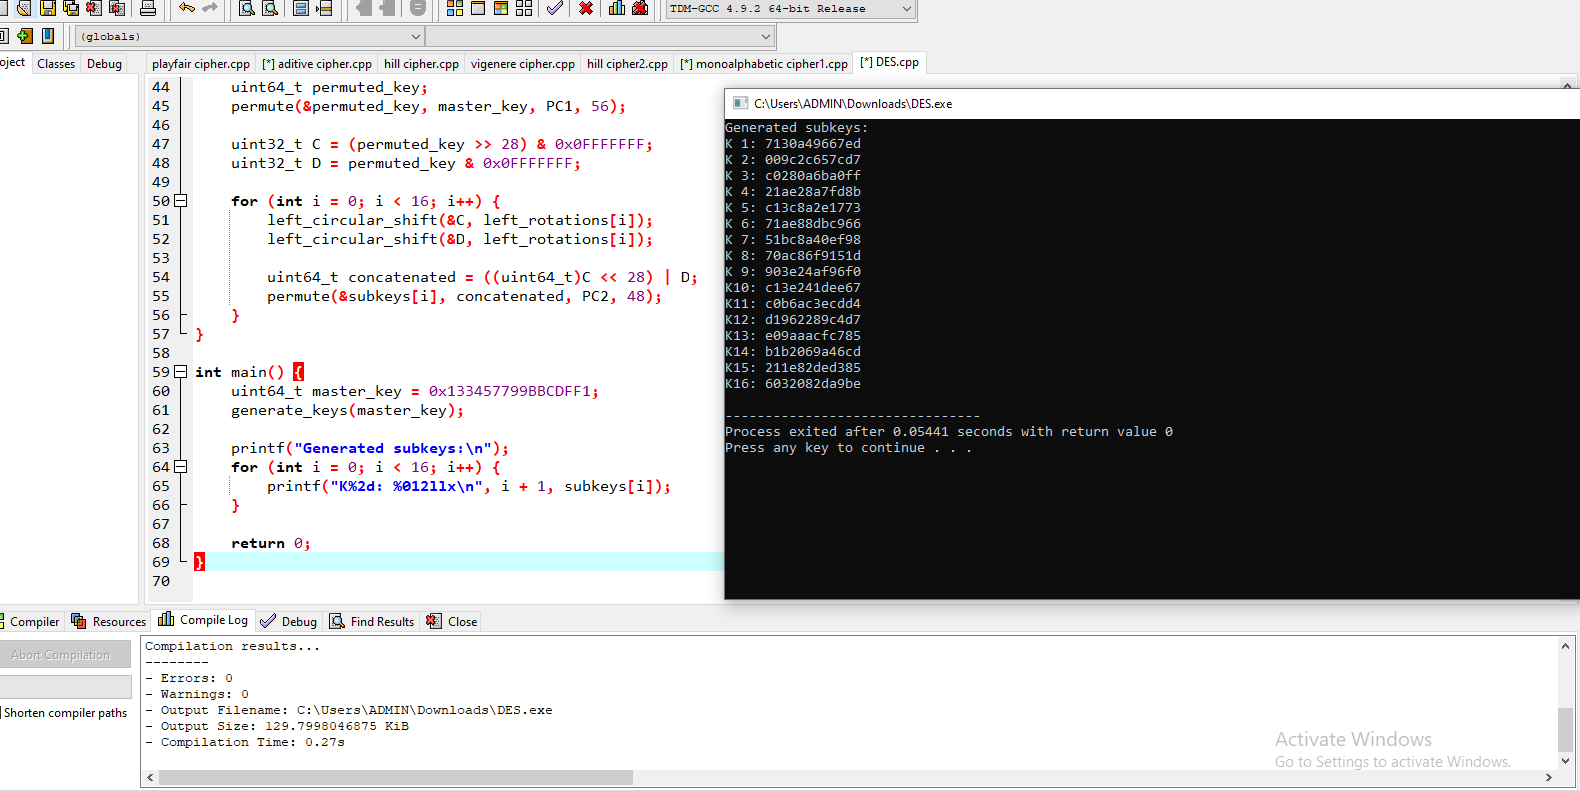 TDM-GCC 4.9.2 64-bit Release
(globals)
oject Classes Debug
playfair cipher.cpp [*] aditive cipher.cpp hill cipher.cpp vigenere cipher.cpp hill cipher2.cpp [*] monoalphabetic cipher1.cpp [*] DES.cpp
44 uint64_t permuted_key;
45 permute(&permuted_key, master_key, PC1, 56);
46
47 uint32_t C = (permuted_key >> 28) & 0x0FFFFFFF;
48 uint32_t D = permuted_key & 0x0FFFFFFF;
49
50 for (int i = 0; i < 16; i++) {
51 left_circular_shift(&C, left_rotations[i]);
52 left_circular_shift(&D, left_rotations[i]);
53
54 uint64_t concatenated = ((uint64_t)C << 28) | D;
55 permute(&subkeys[i], concatenated, PC2, 48);
56 }
57 }
58
59 int main() {
60 uint64_t master_key = 0x133457799BBCDFF1;
61 generate_keys(master_key);
62
63 printf("Generated subkeys:\n");
64 for (int i = 0; i < 16; i++) {
65 printf("K%2d: %012llx\n", i + 1, subkeys[i]);
66 }
67
68 return 0;
69 }
70
C:\Users\ADMIN\Downloads\DES.exe
Generated subkeys:
K 1: 7130a49667ed
K 2: 009c2c657cd7
K 3: c0280a6ba0ff
K 4: 21ae28a7fd8b
K 5: c13c8a2e1773
K 6: 71ae88dbc966
K 7: 51bc8a40ef98
K 8: 70ac86f9151d
K 9: 903e24af96f0
K10: c13e241dee67
K11: c0b6ac3ecdd4
K12: d1962289c4d7
K13: e09aaacfc785
K14: b1b2069a46cd
K15: 211e82ded385
K16: 6032082da9be
--------------------------------
Process exited after 0.05441 seconds with return value 0
Press any key to continue . . .
Compiler Resources Compile Log Debug Find Results Close
Abort Compilation
Shorten compiler paths
Compilation results...
--------
- Errors: 0
- Warnings: 0
- Output Filename: C:\Users\ADMIN\Downloads\DES.exe
- Output Size: 129.7998046875 KiB
- Compilation Time: 0.27s
Activate Windows
Go to Settings to activate Windows.